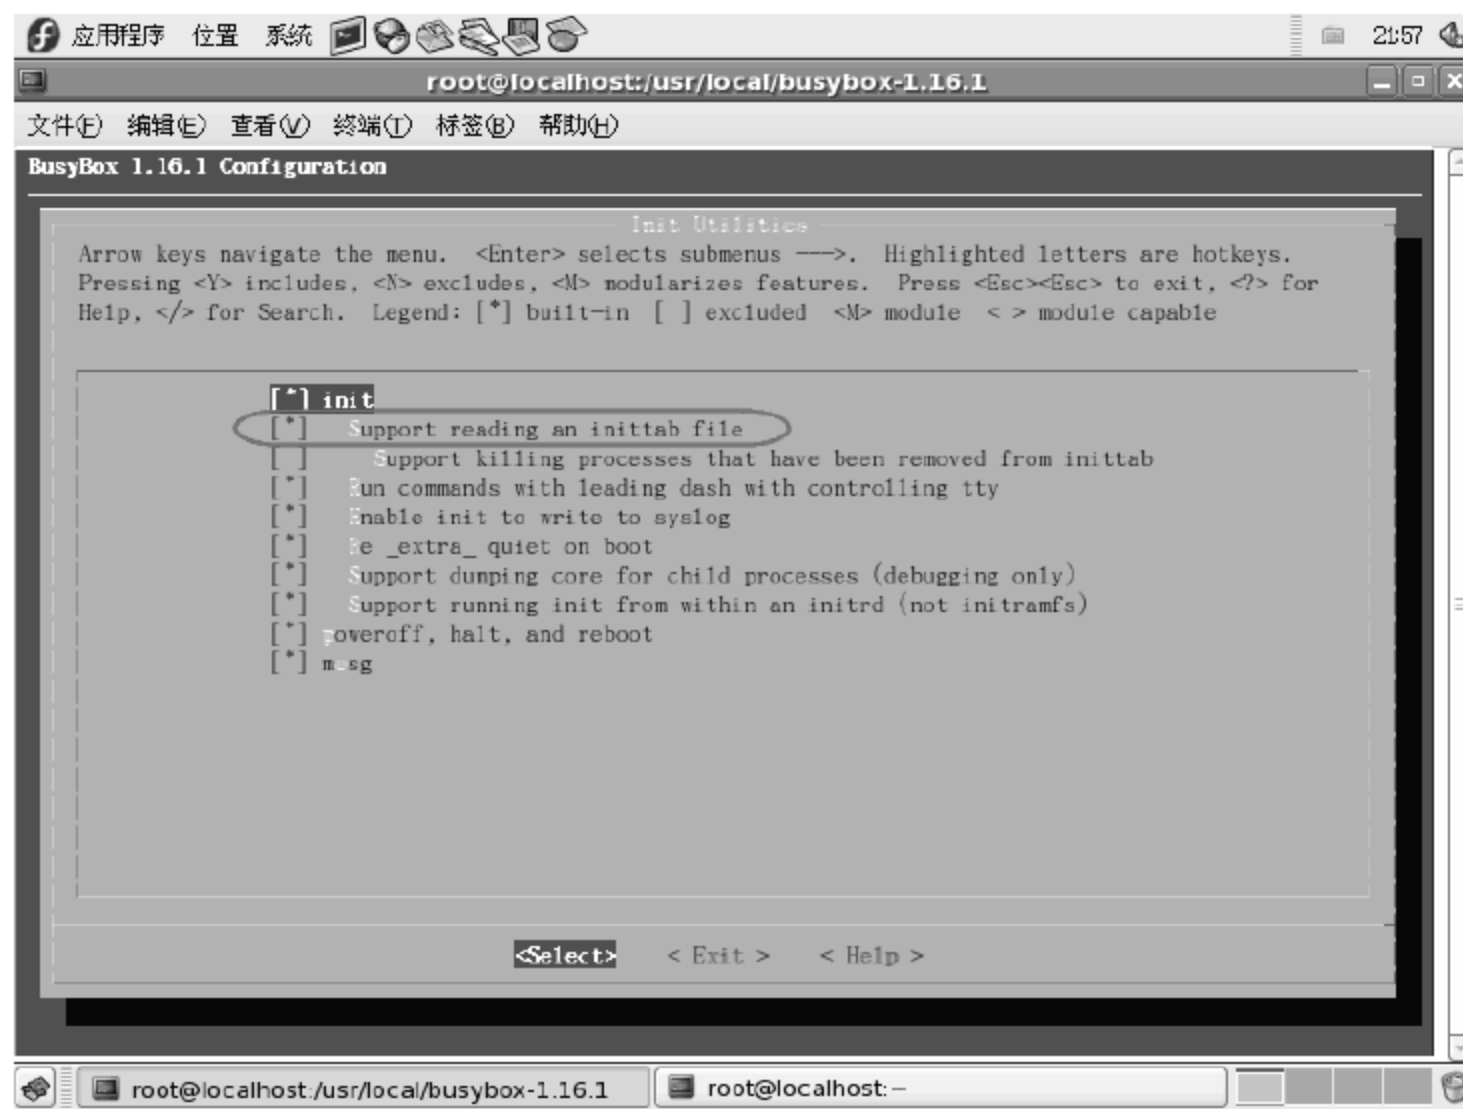 应用程序 位置 系统 21:57
root@localhost:/usr/local/busybox-1.16.1
文件(F) 编辑(E) 查看(V) 终端(T) 标签(B) 帮助(H)
BusyBox 1.16.1 Configuration
Init Utilities
Arrow keys navigate the menu. <Enter> selects submenus --->. Highlighted letters are hotkeys.
Pressing <Y> includes, <N> excludes, <M> modularizes features. Press <Esc><Esc> to exit, <?> for
Help, </> for Search. Legend: [*] built-in [ ] excluded <M> module < > module capable
[*] init
[*] Support reading an inittab file
[ ] Support killing processes that have been removed from inittab
[*] Run commands with leading dash with controlling tty
[*] Enable init to write to syslog
[*] Be _extra_ quiet on boot
[*] Support dumping core for child processes (debugging only)
[*] Support running init from within an initrd (not initramfs)
[*] poweroff, halt, and reboot
[*] mesg
<Select> < Exit > < Help >
root@localhost:/usr/local/busybox-1.16.1 root@localhost:~